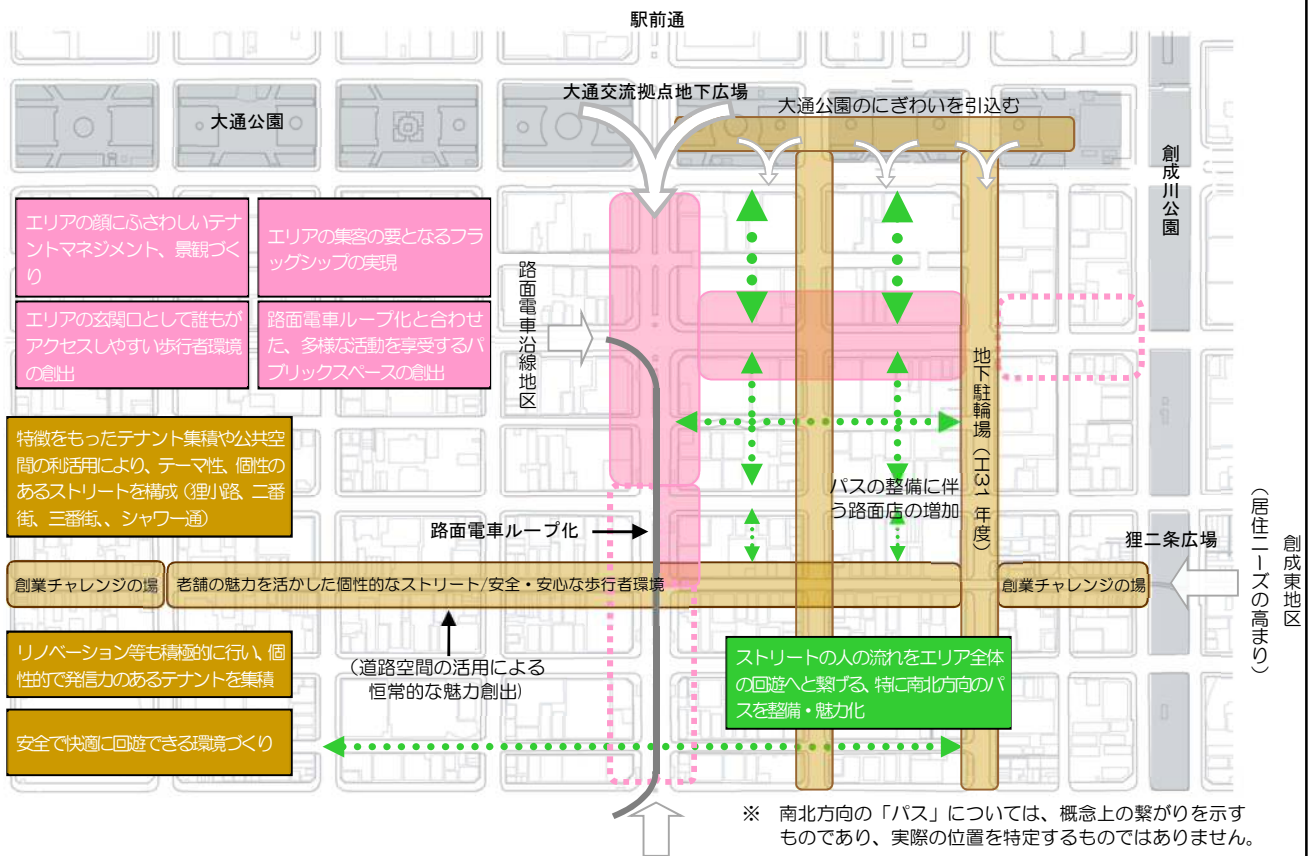 駅前通
大通交流拠点地下広場
大通公園のにぎわいを引込む
大通公園
創成川公園
エリアの顔にふさわしいテナ
ントマネジメント、景観づく
り
エリアの集客の要となるフラ
ッグシップの実現
エリアの玄関口として誰もが
アクセスしやすい歩行者環境
の創出
路面電車ループ化と合わせ
た、多様な活動を享受するパ
ブリックスペースの創出
路面電車沿線地区
地下駐輪場（H31年度）
特徴をもったテナント集積や公共空
間の利活用により、テーマ性、個性の
あるストリートを構成（狸小路、二番
街、三番街、、シャワー通）
パスの整備に伴
う路面店の増加
路面電車ループ化
狸二条広場
創成東地区
（居住ニーズの高まり）
創業チャレンジの場
老舗の魅力を活かした個性的なストリート/安全・安心な歩行者環境
創業チャレンジの場
リノベーション等も積極的に行い、個
性的で発信力のあるテナントを集積
（道路空間の活用による
恒常的な魅力創出）
ストリートの人の流れをエリア全体
の回遊へと繋げる、特に南北方向のパ
スを整備・魅力化
安全で快適に回遊できる環境づくり
※　南北方向の「パス」については、概念上の繋がりを示す
ものであり、実際の位置を特定するものではありません。